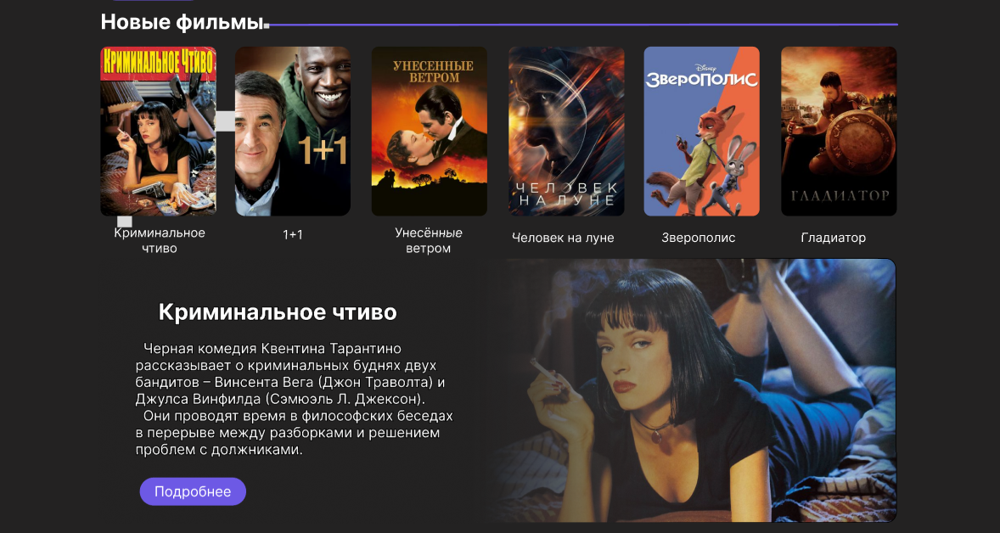 Новые фильмы
КРИМИНАЛЬНОЕ ЧТИВО
1+1
УНЕСЕННЫЕ
ВЕТРОМ
ЧЕЛОВЕК
НА ЛУНЕ
Disney
ЗВЕРОПОЛИС
ГЛАДИАТОР
Криминальное
чтиво
1+1
Унесённые
ветром
Человек на луне
Зверополис
Гладиатор
Криминальное чтиво
Черная комедия Квентина Тарантино
рассказывает о криминальных буднях двух
бандитов – Винсента Вега (Джон Траволта) и
Джулса Винфилда (Сэмюэль Л. Джексон).
Они проводят время в философских беседах
в перерыве между разборками и решением
проблем с должниками.
Подробнее